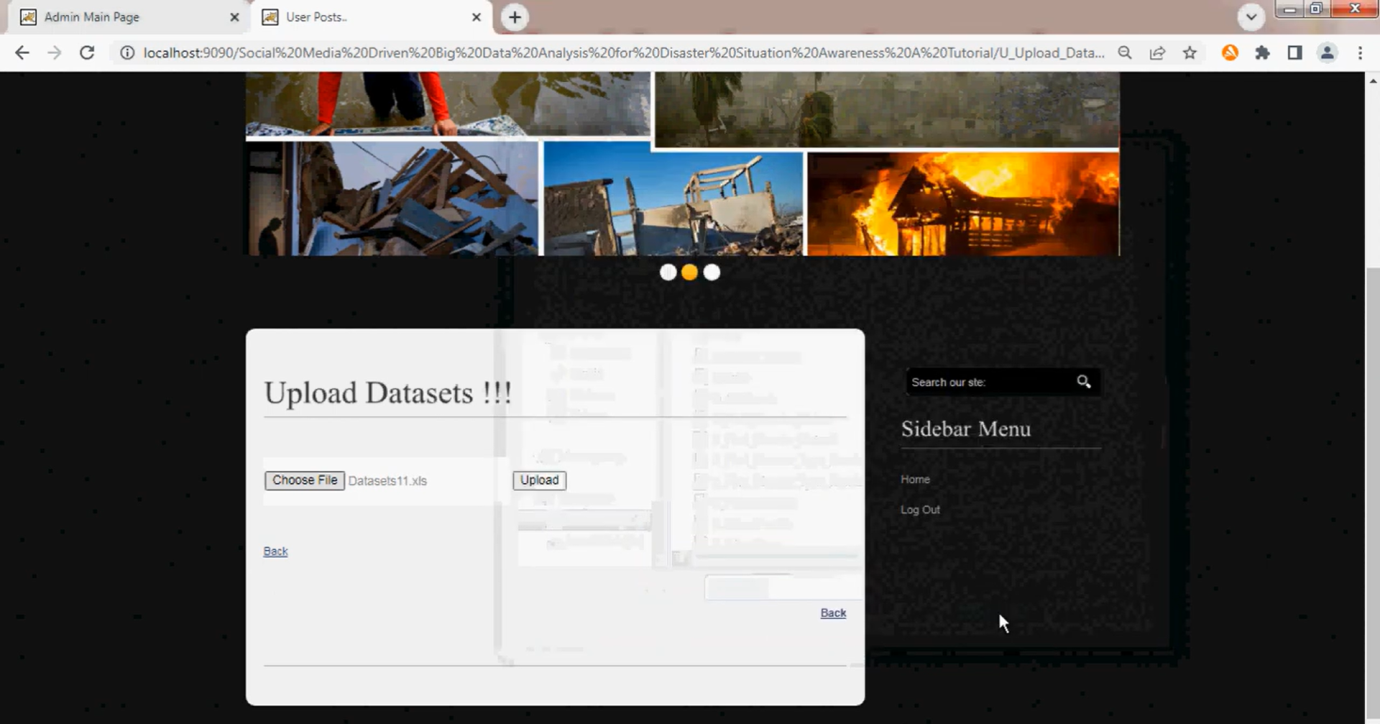 Admin Main Page
User Posts..
localhost:9090/Social%20Media%20Driven%20Big%20Data%20Analysis%20for%20Disaster%20Situation%20Awareness%20A%20Tutorial/U_Upload_Data...
Upload Datasets !!!
Search our ste:
Sidebar Menu
Choose File Datasets11.xls Upload
Home
Log Out
Back
Back